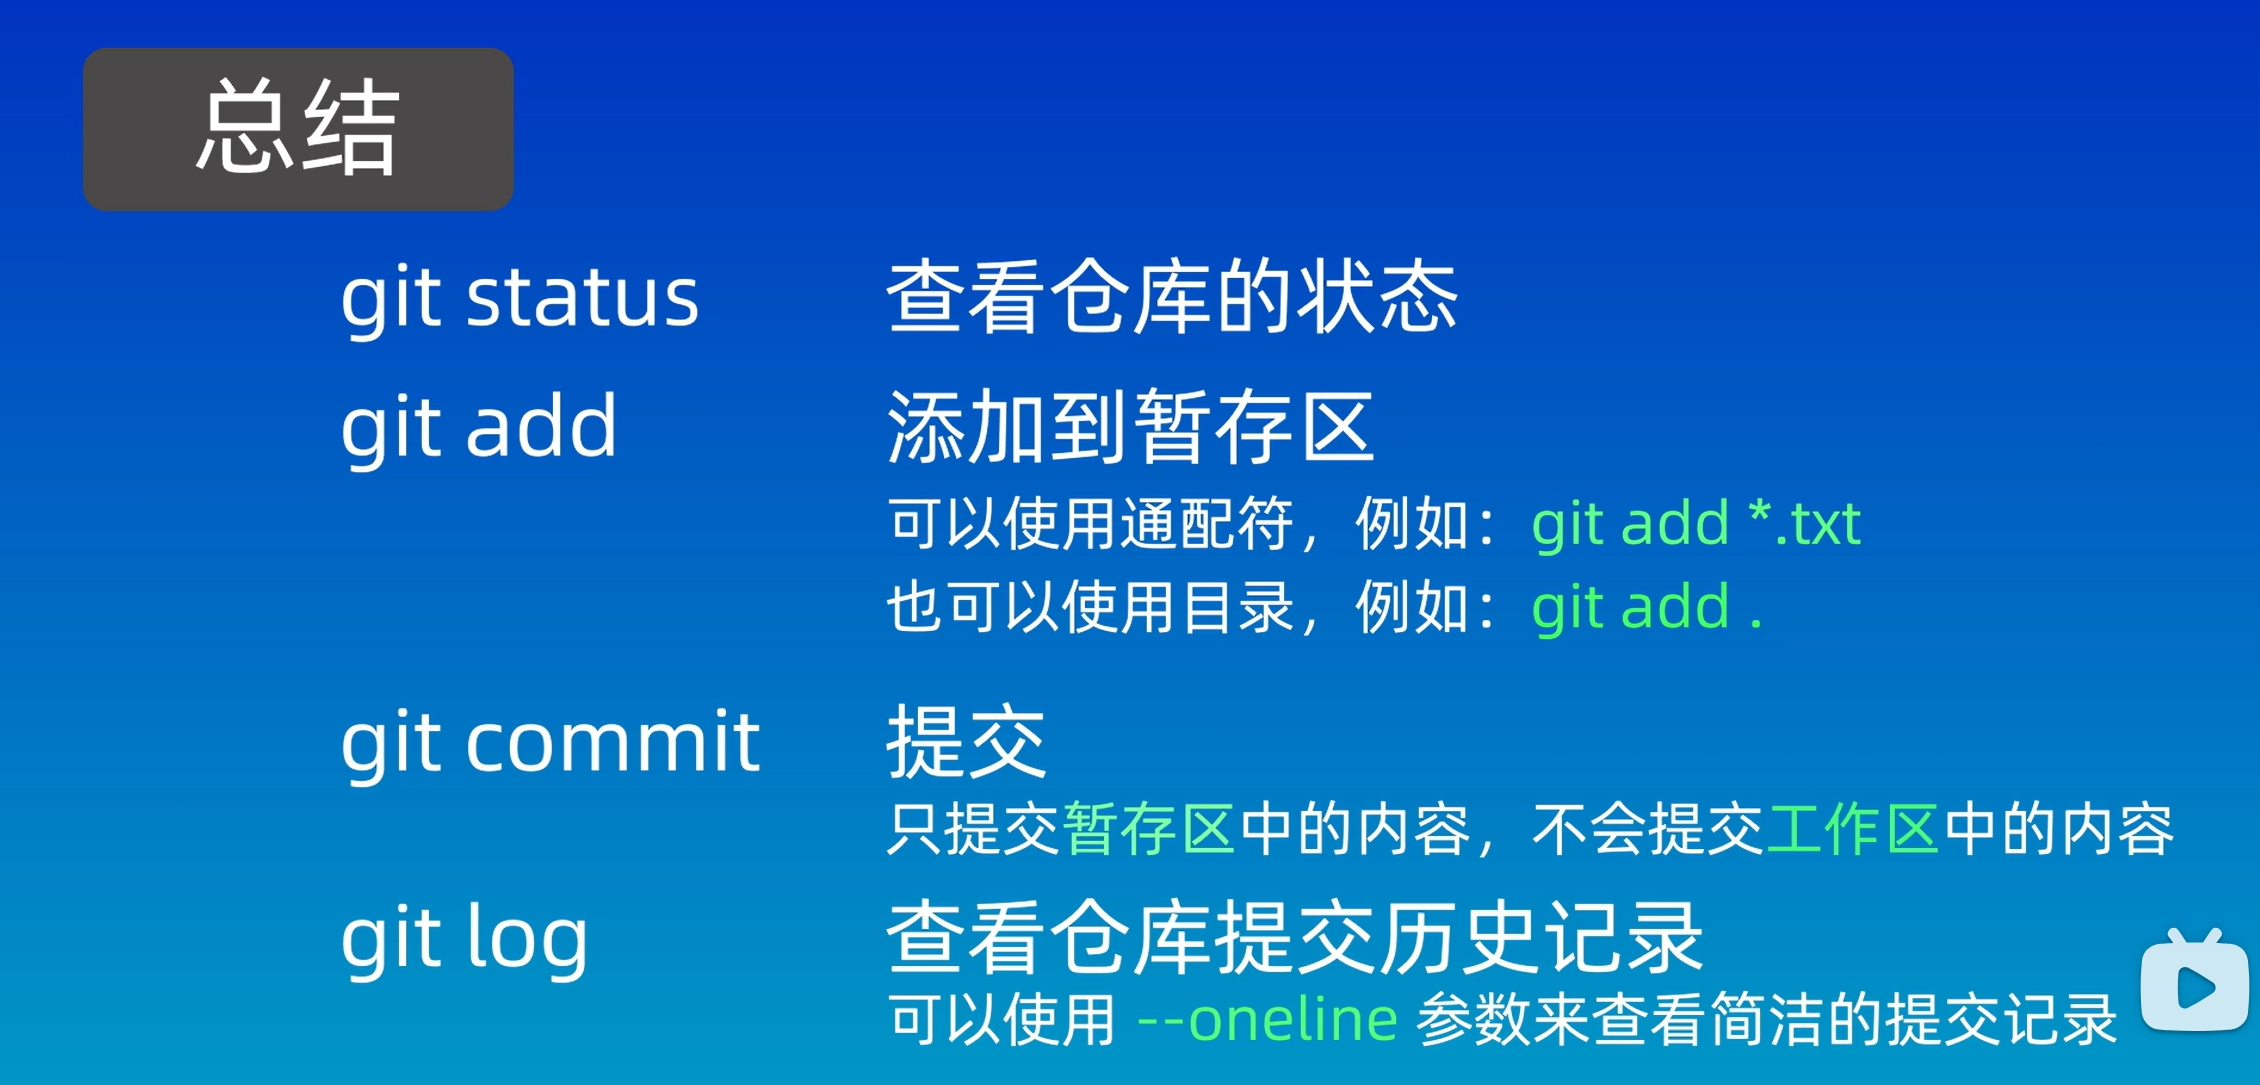 总结
git status 查看仓库的状态
git add 添加到暂存区
可以使用通配符，例如：git add *.txt
也可以使用目录，例如：git add .
git commit 提交
只提交暂存区中的内容，不会提交工作区中的内容
git log 查看仓库提交历史记录
可以使用 --oneline 参数来查看简洁的提交记录